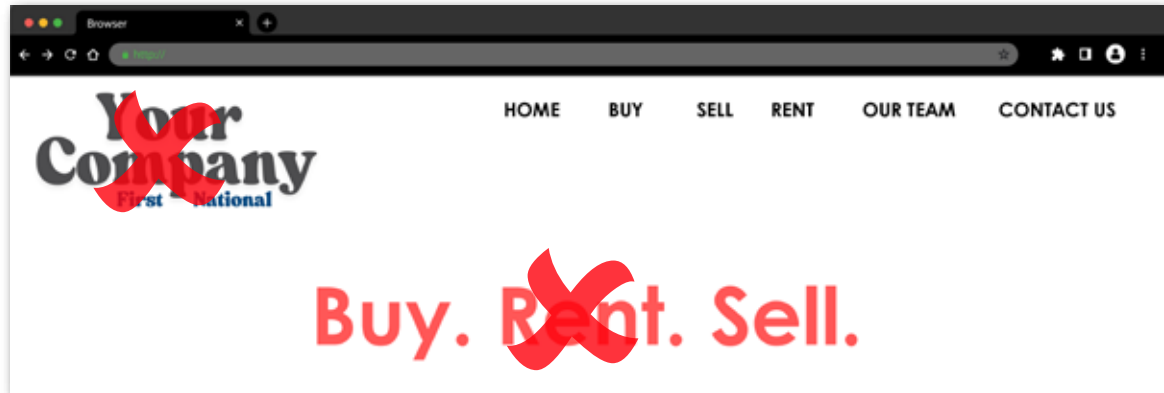 Browser
http://
HOME BUY SELL RENT OUR TEAM CONTACT US
Your
Company
First National
Buy. Rent. Sell.